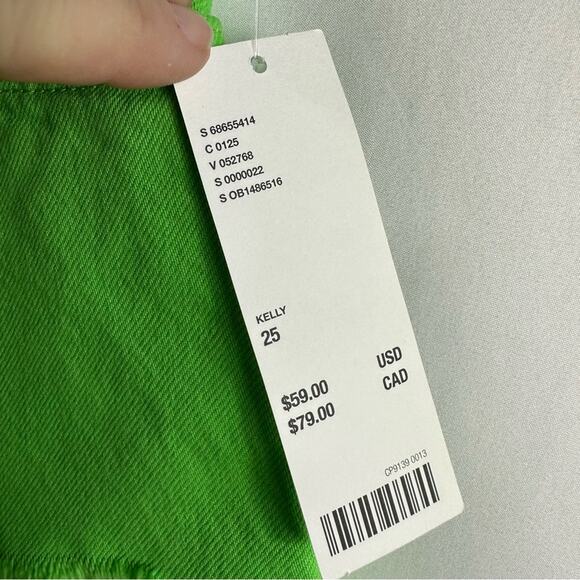 S 68655414
C 0125
V 052768
S 0000022
S OB1486516
KELLY
25
$59.00 USD
$79.00 CAD
CP9139 0013